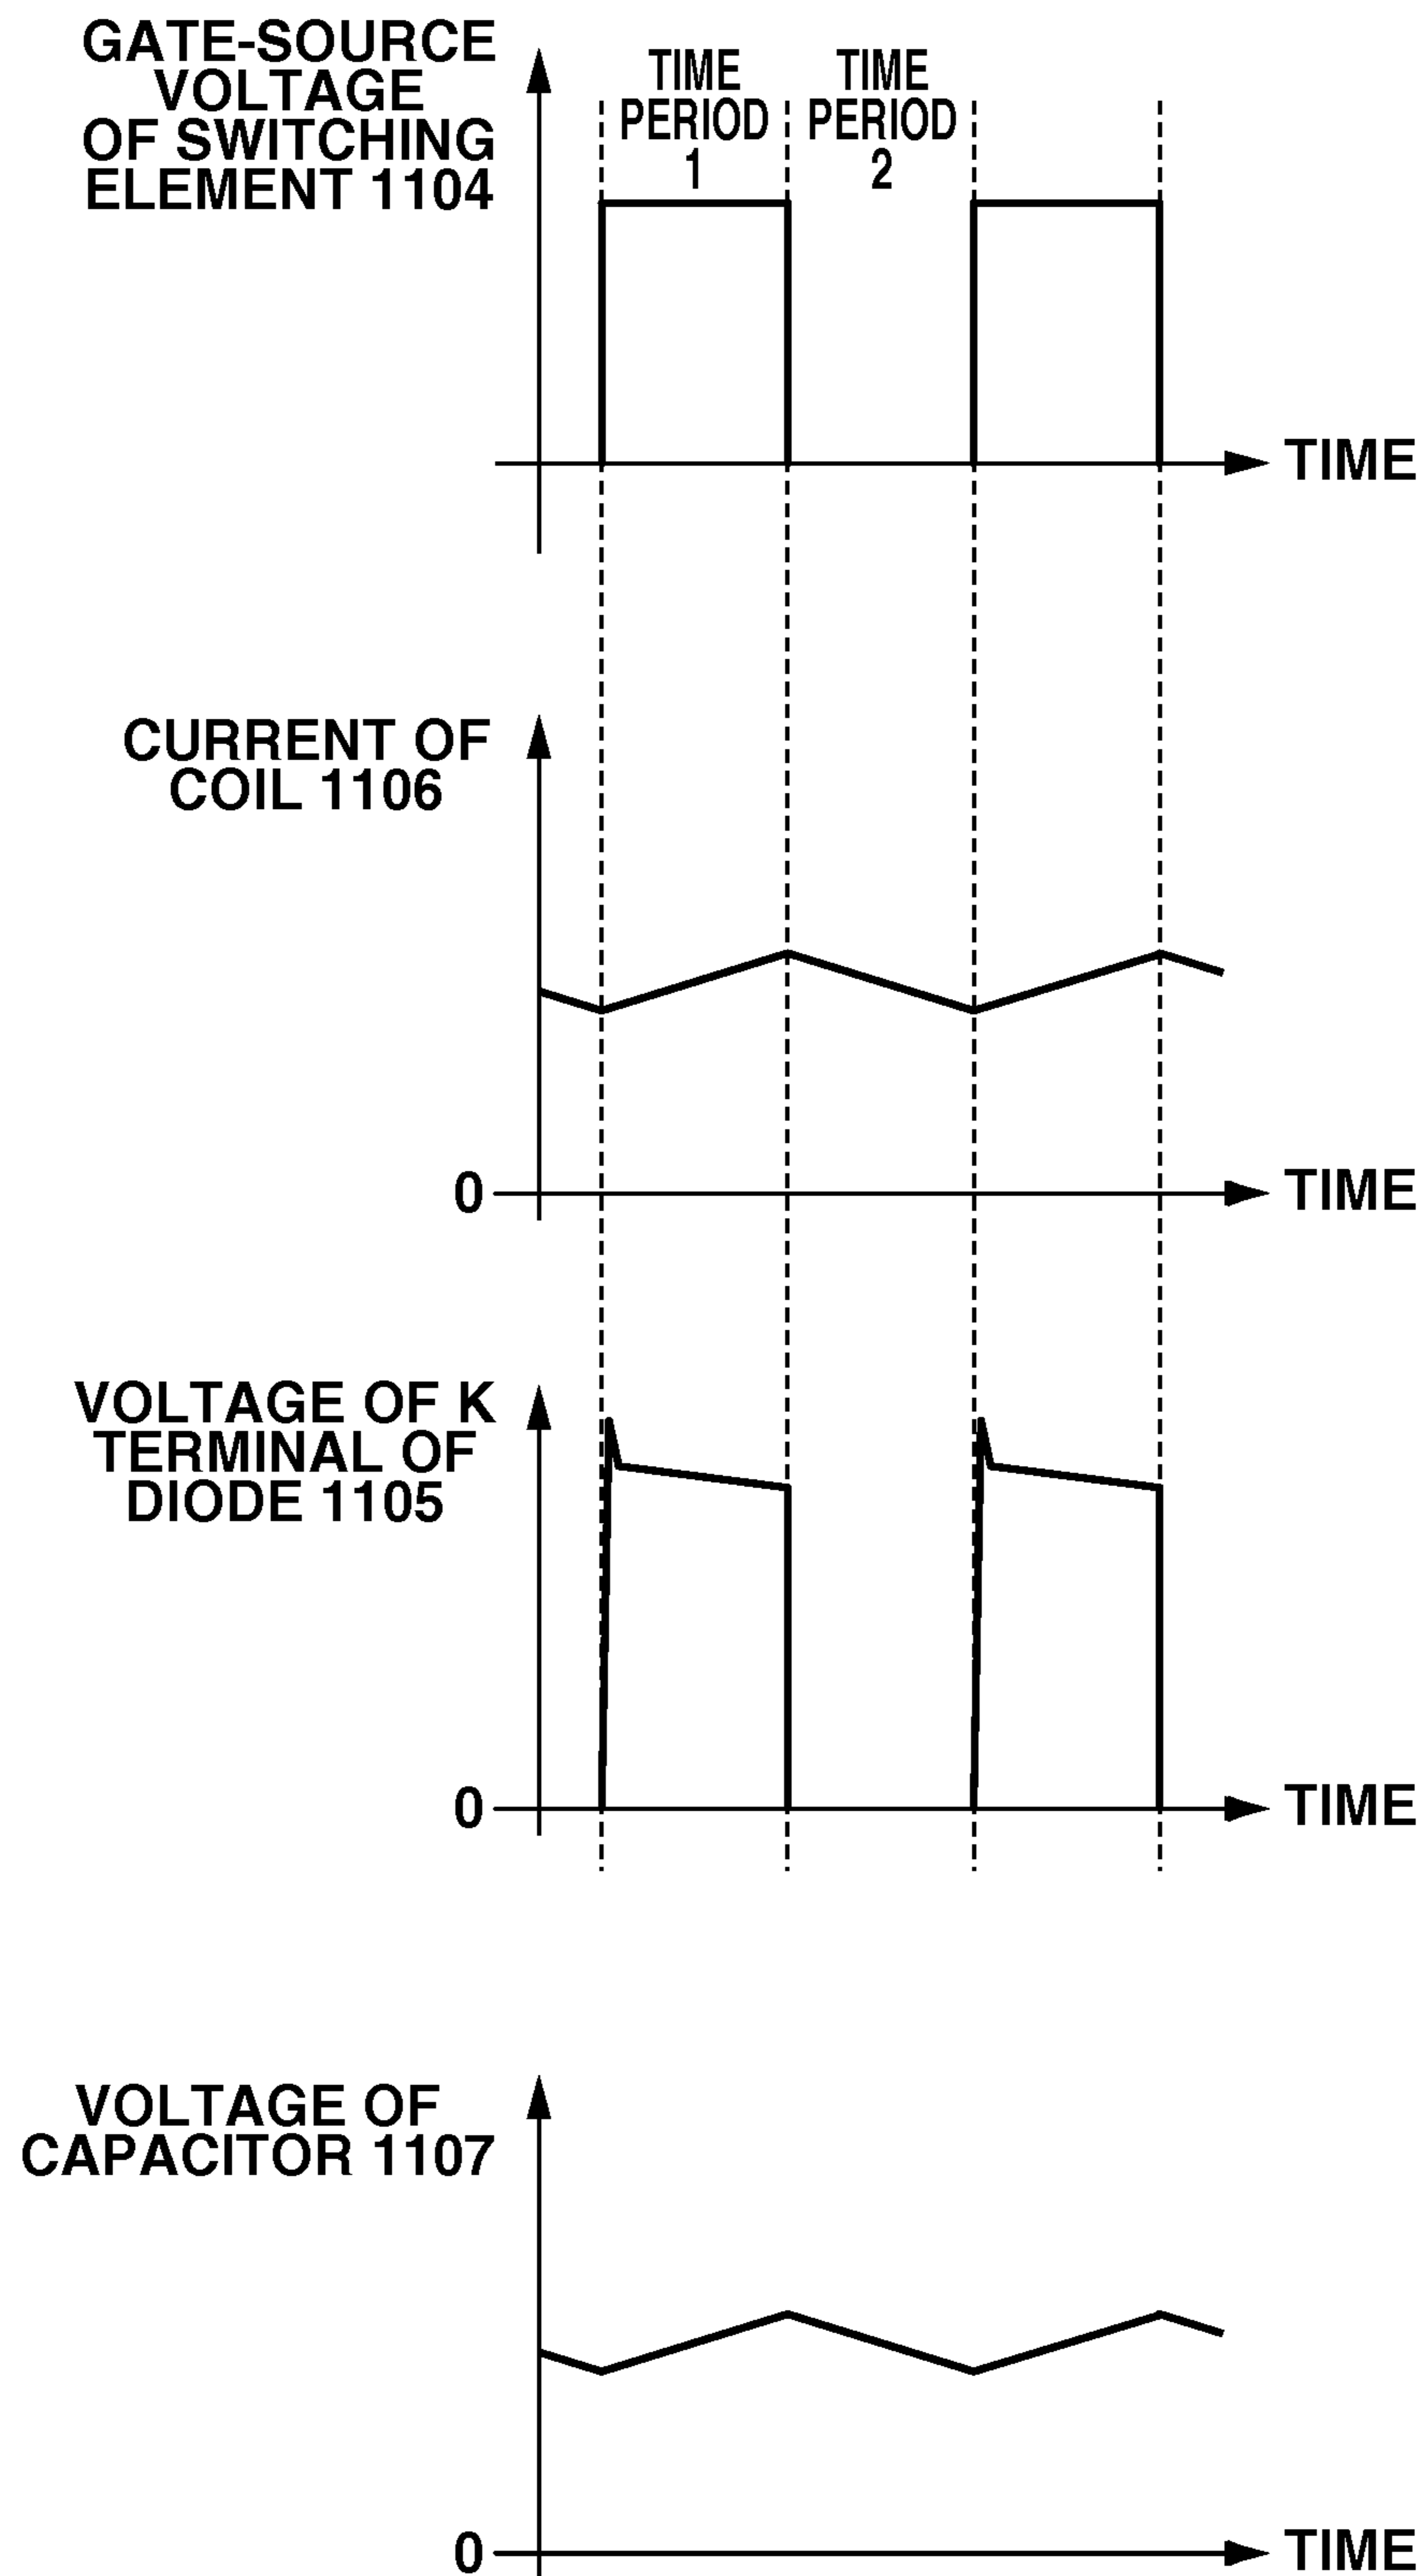 GATE-SOURCE
VOLTAGE
OF SWITCHING
ELEMENT 1104
TIME
PERIOD
1
TIME
PERIOD
2
TIME
CURRENT OF
COIL 1106
0
TIME
VOLTAGE OF K
TERMINAL OF
DIODE 1105
0
TIME
VOLTAGE OF
CAPACITOR 1107
0
TIME